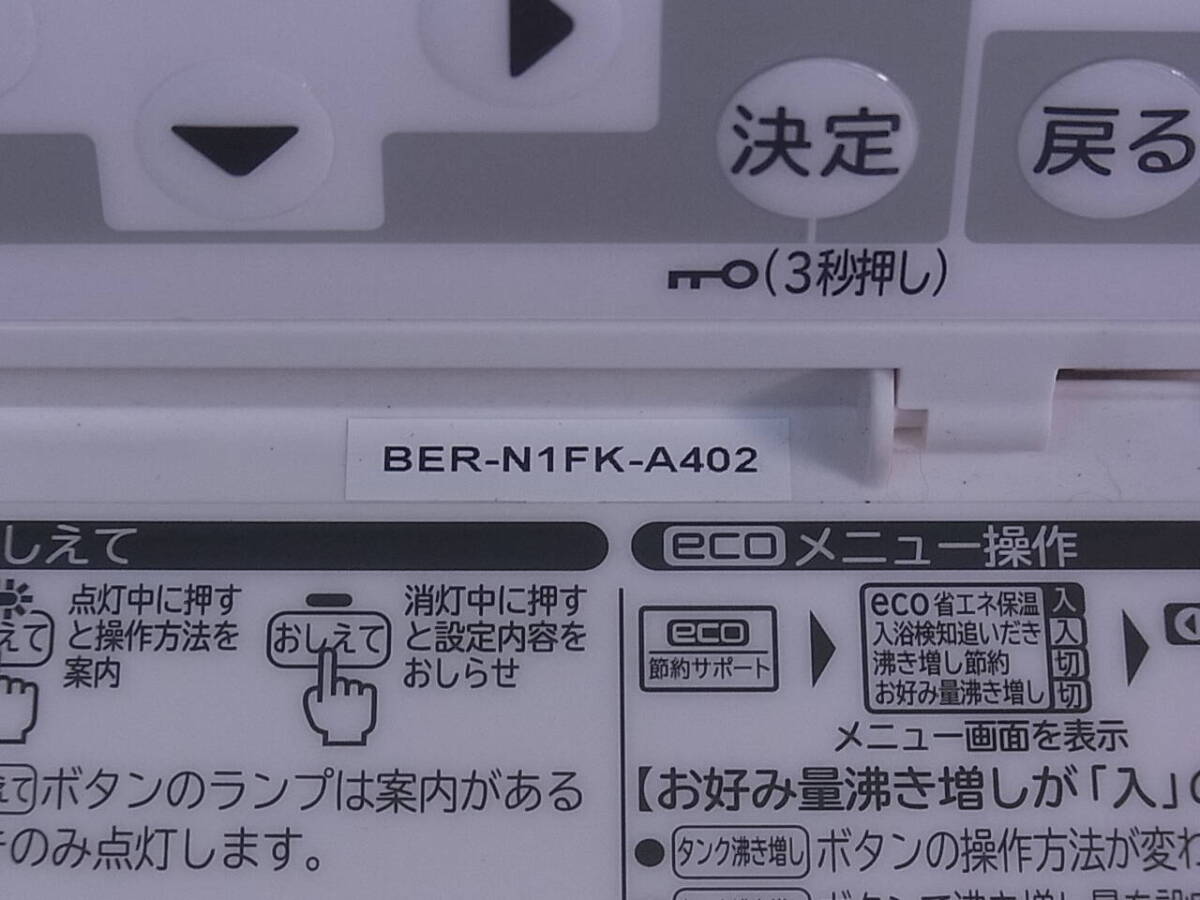 決定
戻る
(3秒押し)
BER-N1FK-A402
しえて
点灯中に押す
と操作方法を
案内
えて
おしえて
消灯中に押す
と設定内容を
おしらせ
ボタンのランプは案内がある
のみ点灯します。
eco メニュー操作
eco
節約サポート
eco 省エネ保温 入
入浴検知追いだき 入
沸き増し節約 切
お好み量沸き増し 切
メニュー画面を表示
【お好み量沸き増しが「入」
●タンク沸き増しボタンの操作方法が変わ